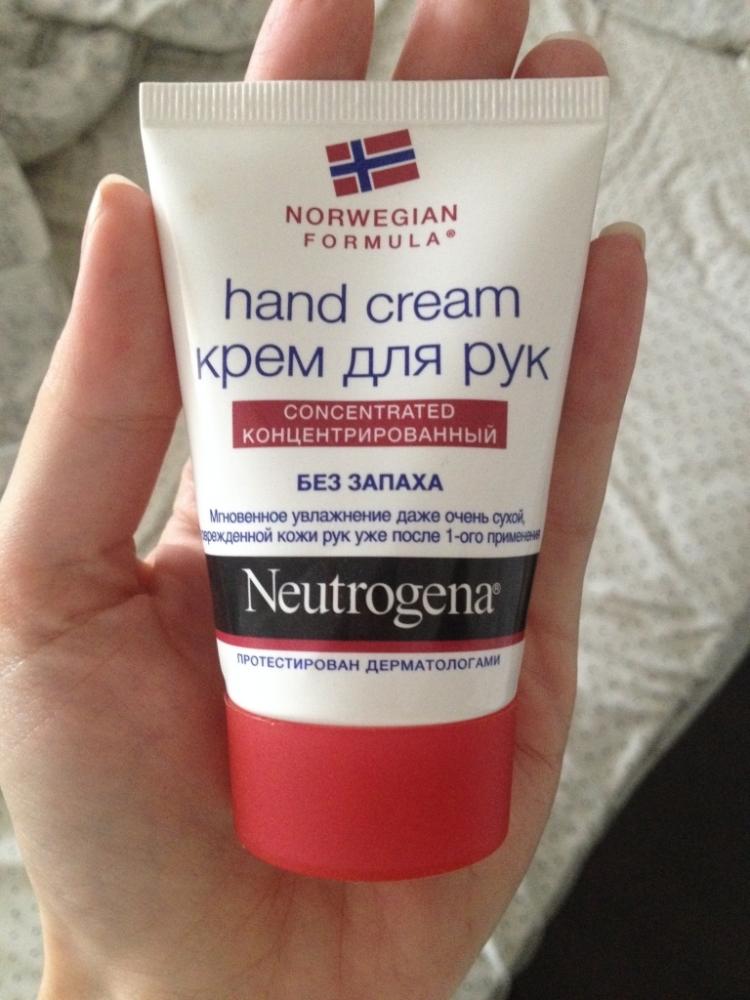 NORWEGIAN
FORMULA®
hand cream
крем для рук
CONCENTRATED
КОНЦЕНТРИРОВАННЫЙ
БЕЗ ЗАПАХА
Мгновенное увлажнение даже очень сухой,
кожи рук уже после 1-ого
Neutrogena®
ПРОТЕСТИРОВАН ДЕРМАТОЛОГАМИ